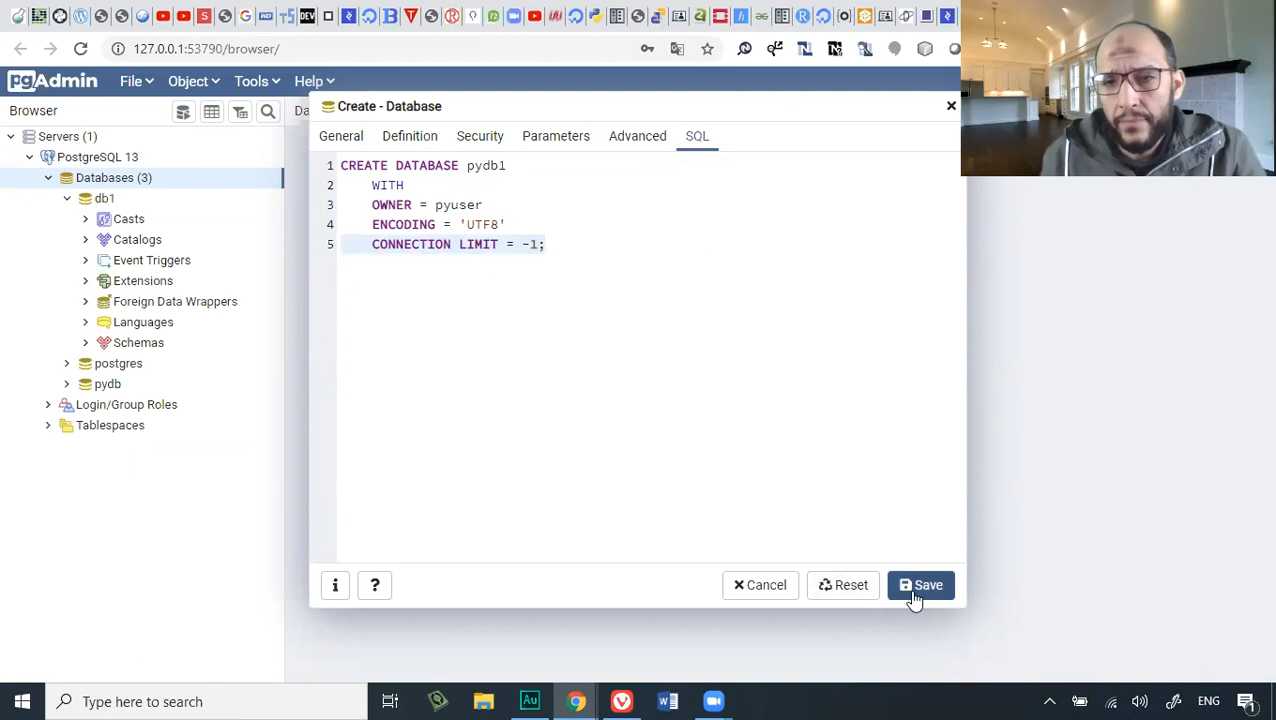 127.0.0.1:53790/browser/
pgAdmin File Object Tools Help
Browser
Da
Create - Database
General Definition Security Parameters Advanced SQL
Servers (1)
PostgreSQL 13
Databases (3)
db1
Casts
Catalogs
Event Triggers
Extensions
Foreign Data Wrappers
Languages
Schemas
postgres
pydb
Login/Group Roles
Tablespaces
1 CREATE DATABASE pydb1
2 WITH
3 OWNER = pyuser
4 ENCODING = 'UTF8'
5 CONNECTION LIMIT = -1;
i ? Cancel Reset Save
Type here to search
Au
ENG
1